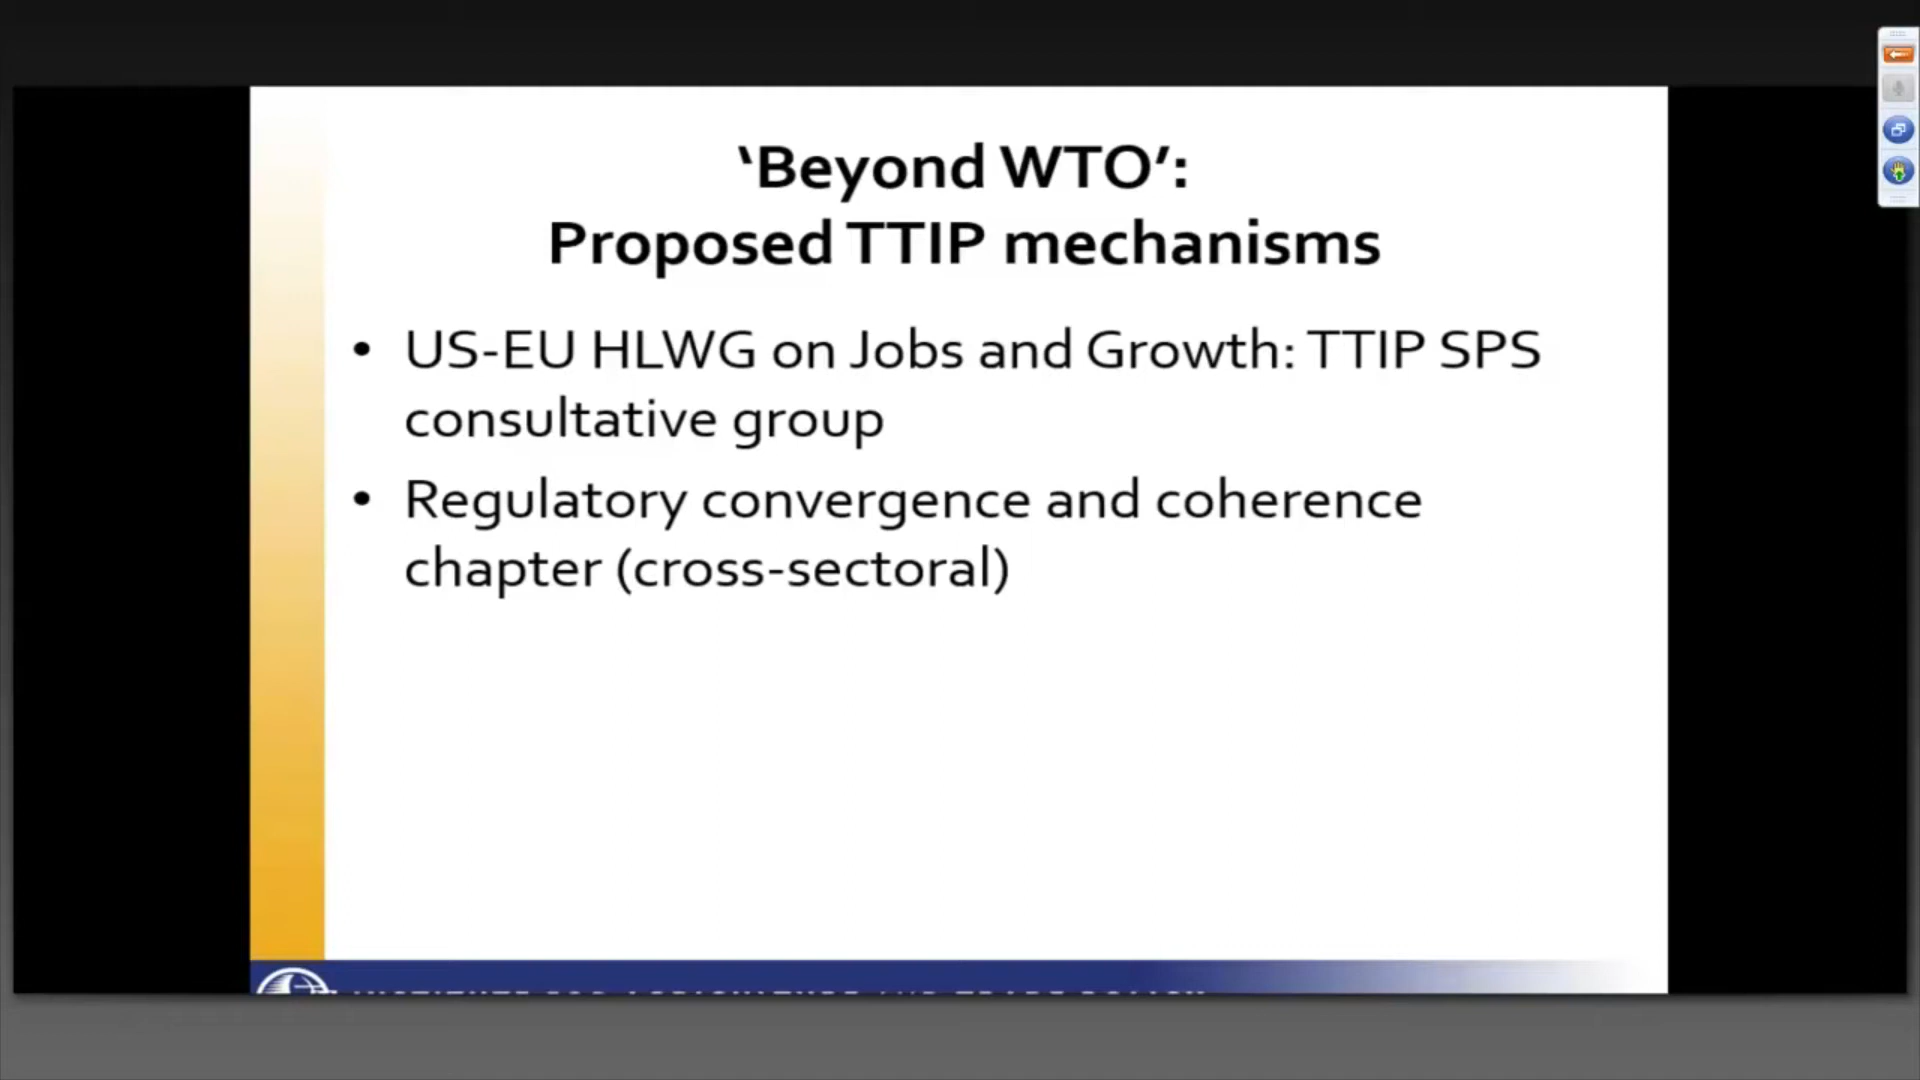 ‘Beyond WTO’:
Proposed TTIP mechanisms
• US-EU HLWG on Jobs and Growth: TTIP SPS
consultative group
• Regulatory convergence and coherence
chapter (cross-sectoral)